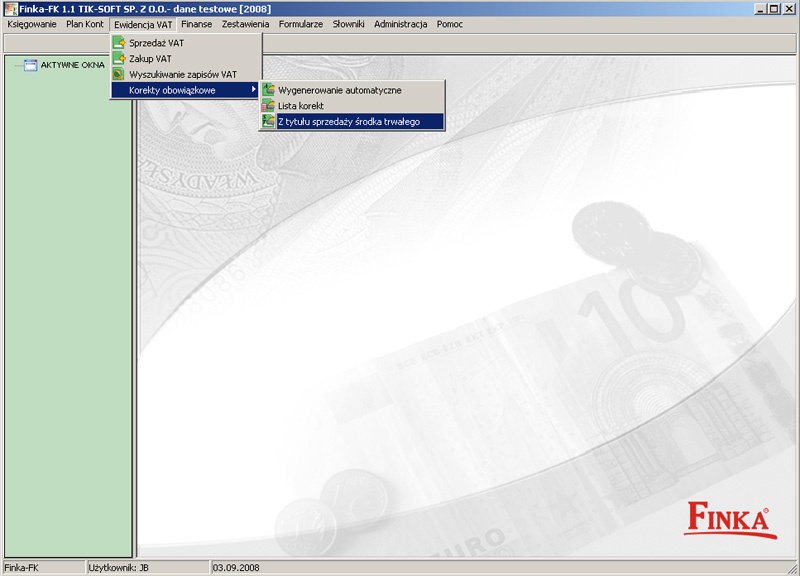 Finka-FK 1.1 TIK-SOFT SP. Z O.O.- dane testowe [2008]
Księgowanie Plan Kont Ewidencja VAT Finanse Zestawienia Formularze Słowniki Administracja Pomoc
Sprzedaż VAT
Zakup VAT
Wyszukiwanie zapisów VAT
Korekty obowiązkowe
AKTYWNE OKNA
Wygenerowanie automatyczne
Lista korekt
Z tytułu sprzedaży środka trwałego
WŁADYSŁAW
10
EURO
FINKA®
Finka-FK Użytkownik: JB 03.09.2008